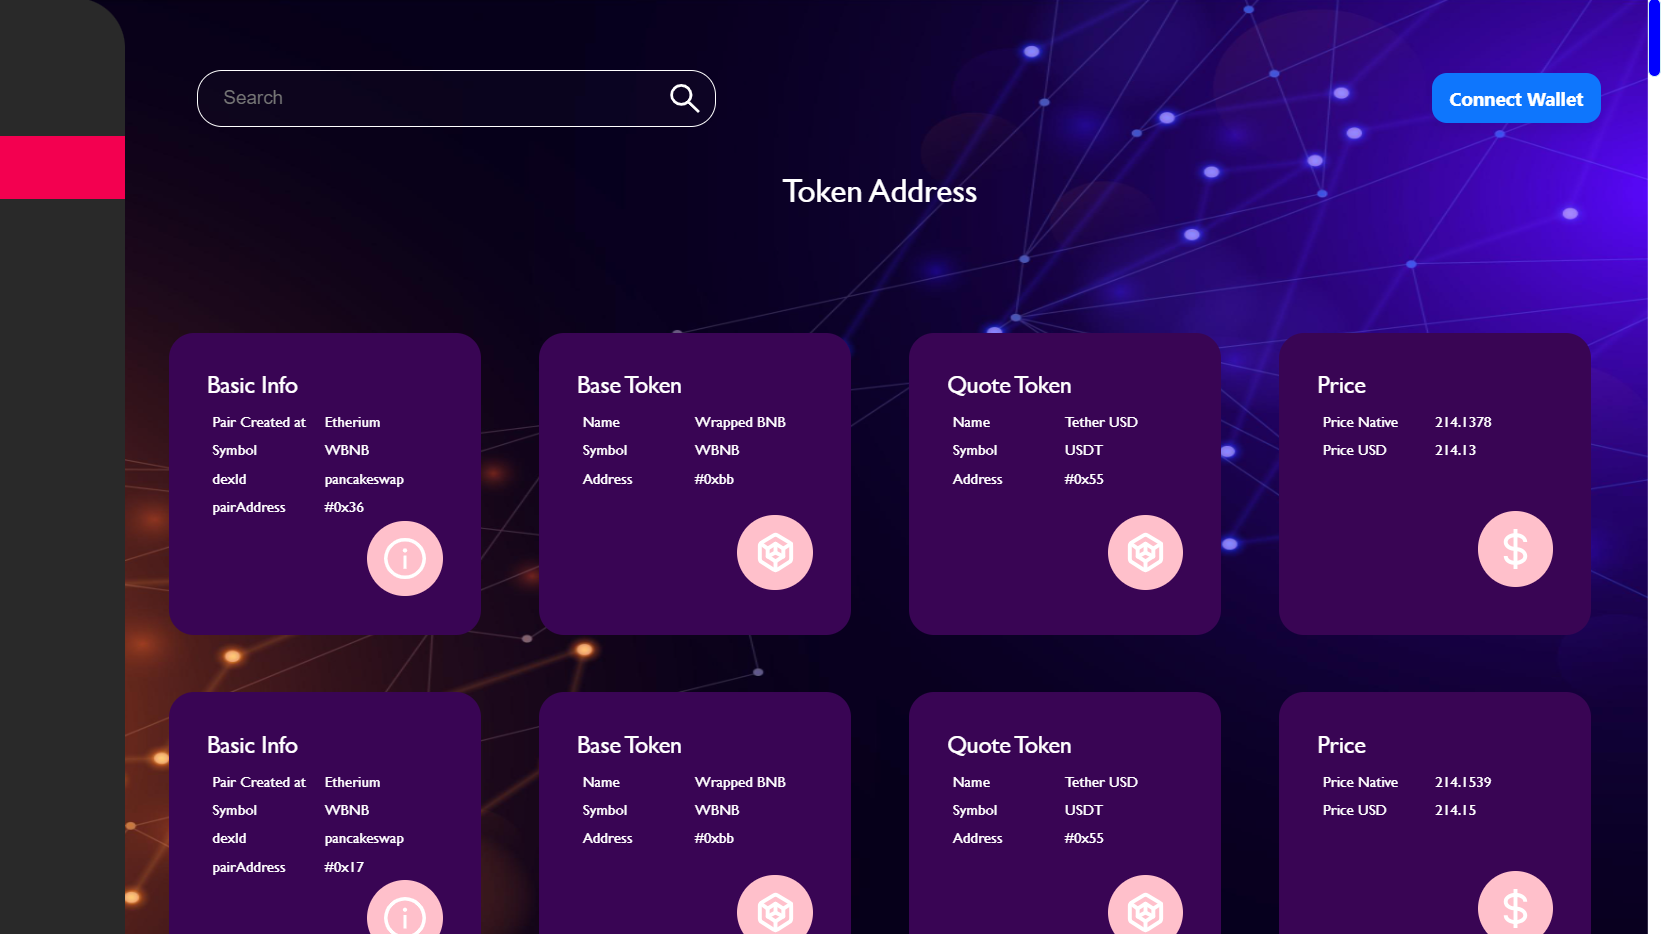 Search
Connect Wallet
Token Address
Basic Info
Pair Created at Etherium
Symbol WBNB
dexId pancakeswap
pairAddress #0x36
Base Token
Name Wrapped BNB
Symbol WBNB
Address #0xbb
Quote Token
Name Tether USD
Symbol USDT
Address #0x55
Price
Price Native 214.1378
Price USD 214.13
Basic Info
Pair Created at Etherium
Symbol WBNB
dexId pancakeswap
pairAddress #0x17
Base Token
Name Wrapped BNB
Symbol WBNB
Address #0xbb
Quote Token
Name Tether USD
Symbol USDT
Address #0x55
Price
Price Native 214.1539
Price USD 214.15